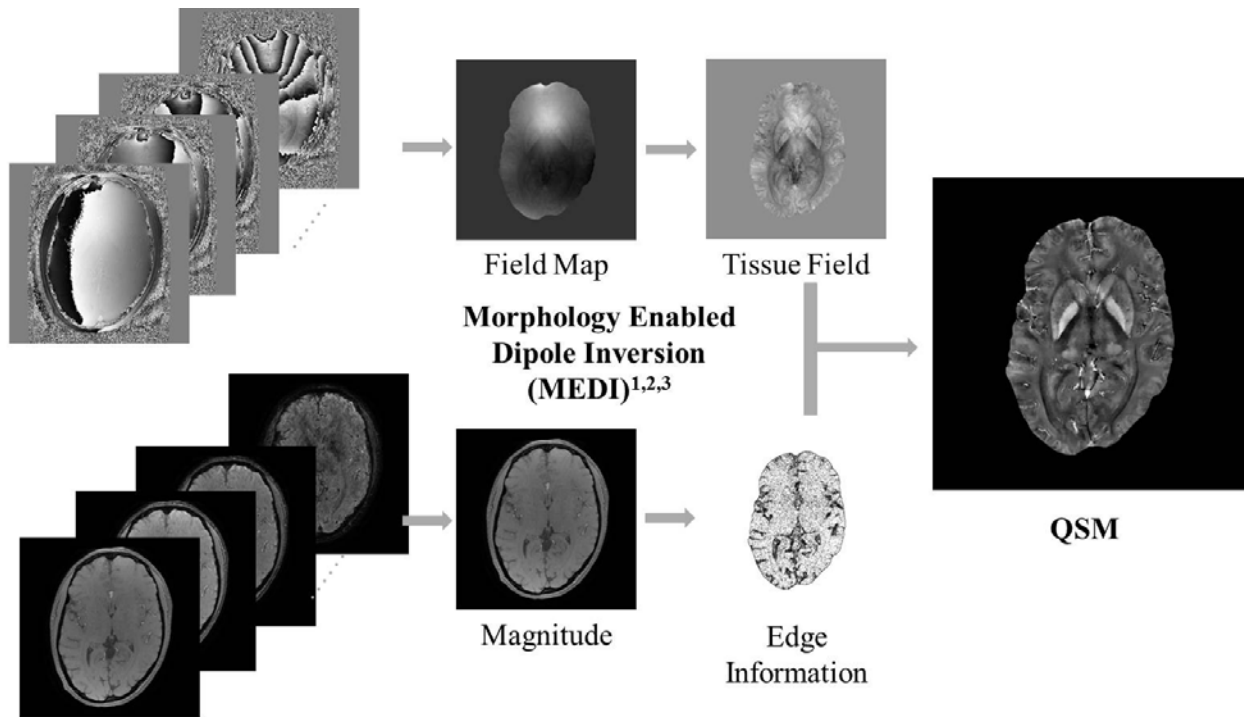 Field Map
Tissue Field
Morphology Enabled
Dipole Inversion
(MEDI)1,2,3
QSM
Magnitude
Edge
Information